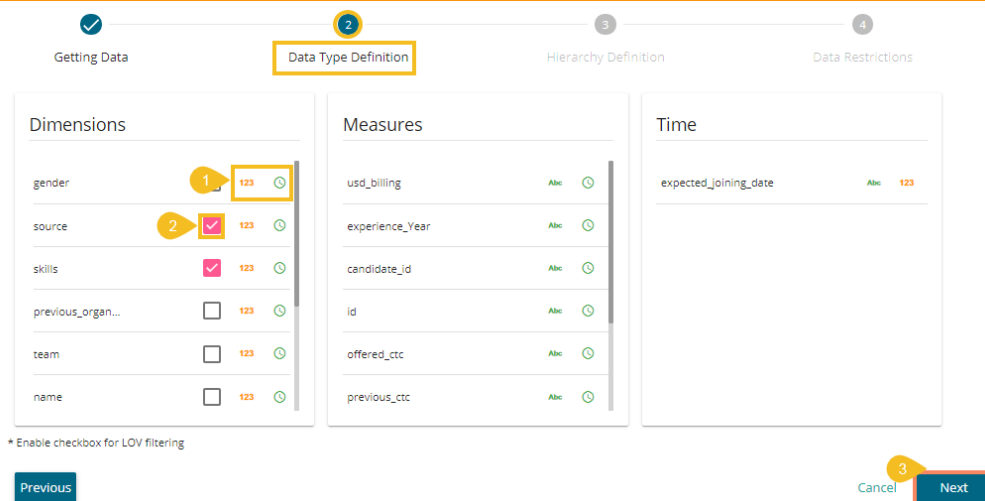 2 3 4
Getting Data Data Type Definition Hierarchy Definition Data Restrictions
Dimensions Measures Time
gender 1 123 usd_billing Abc expected_joining_date Abc 123
source 2 123 experience_Year Abc
skills 123 candidate_id Abc
previous_organ... 123 id Abc
team 123 offered_ctc Abc
name 123 previous_ctc Abc
* Enable checkbox for LOV filtering
3
Previous Cancel Next